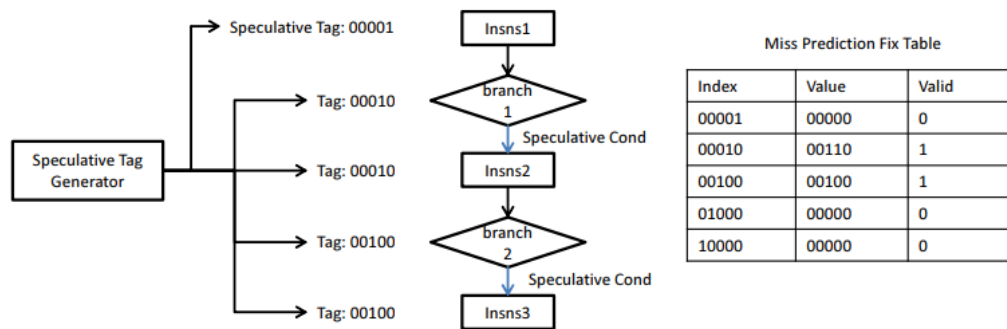 Speculative Tag: 00001
Insns1
Tag: 00010
branch
1
Speculative Cond
Speculative Tag
Generator
Tag: 00010
Insns2
Tag: 00100
branch
2
Speculative Cond
Tag: 00100
Insns3
Miss Prediction Fix Table
Index Value Valid
00001 00000 0
00010 00110 1
00100 00100 1
01000 00000 0
10000 00000 0